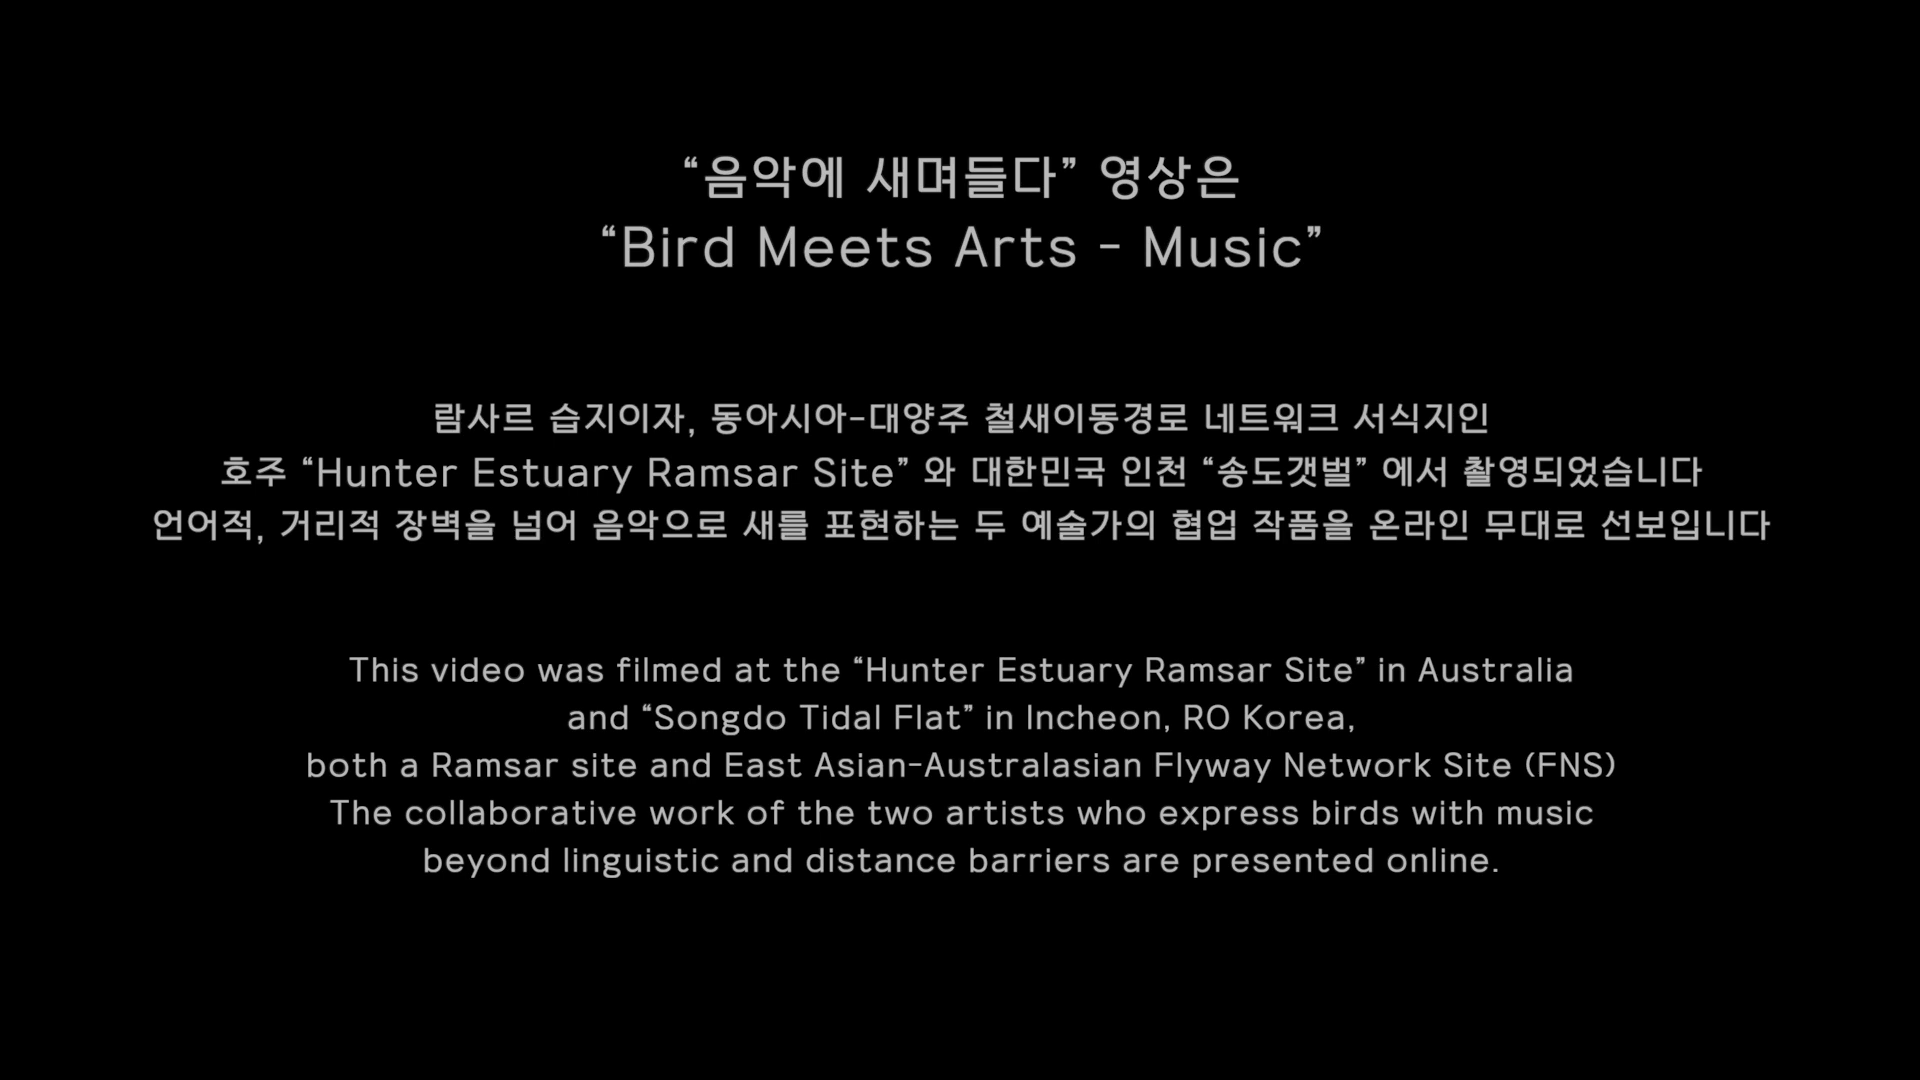 “음악에 새며들다” 영상은
“Bird Meets Arts - Music”
람사르 습지이자, 동아시아-대양주 철새이동경로 네트워크 서식지인
호주 “Hunter Estuary Ramsar Site” 와 대한민국 인천 “송도갯벌” 에서 촬영되었습니다
언어적, 거리적 장벽을 넘어 음악으로 새를 표현하는 두 예술가의 협업 작품을 온라인 무대로 선보입니다
This video was filmed at the “Hunter Estuary Ramsar Site” in Australia
and “Songdo Tidal Flat” in Incheon, RO Korea,
both a Ramsar site and East Asian-Australasian Flyway Network Site (FNS)
The collaborative work of the two artists who express birds with music
beyond linguistic and distance barriers are presented online.